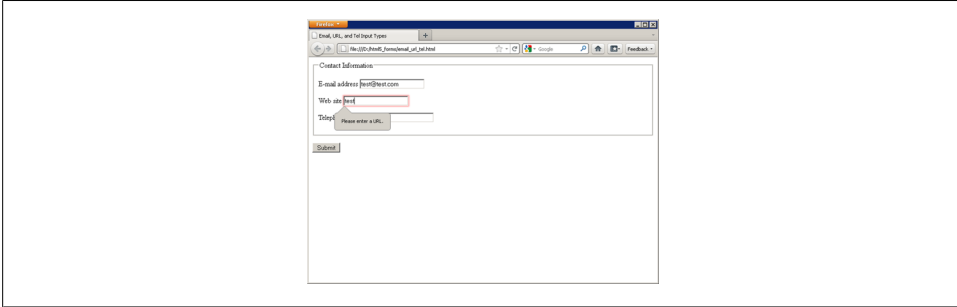 Firefox
Email, URL, and Tel Input Types
file:///D:/html5_forms/email_url_tel.html
Google
Feedback
Contact Information
E-mail address test@test.com
Web site test
Teleph
Please enter a URL.
Submit